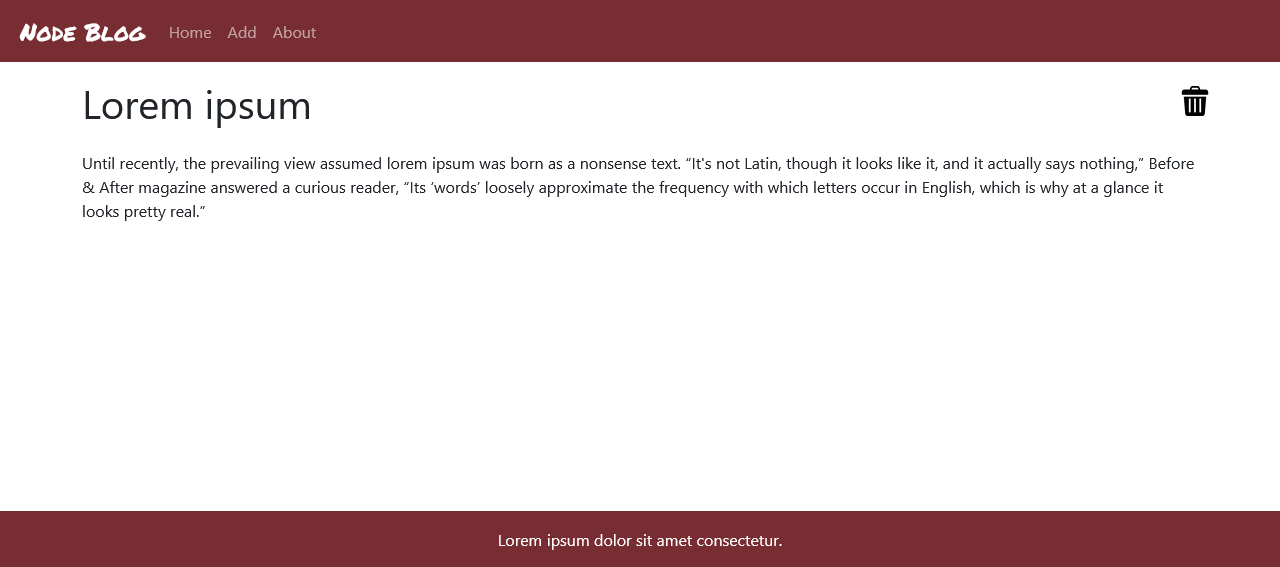 Node Blog Home Add About
Lorem ipsum
Until recently, the prevailing view assumed lorem ipsum was born as a nonsense text. “It's not Latin, though it looks like it, and it actually says nothing,” Before
& After magazine answered a curious reader, “Its ‘words’ loosely approximate the frequency with which letters occur in English, which is why at a glance it
looks pretty real.”
Lorem ipsum dolor sit amet consectetur.